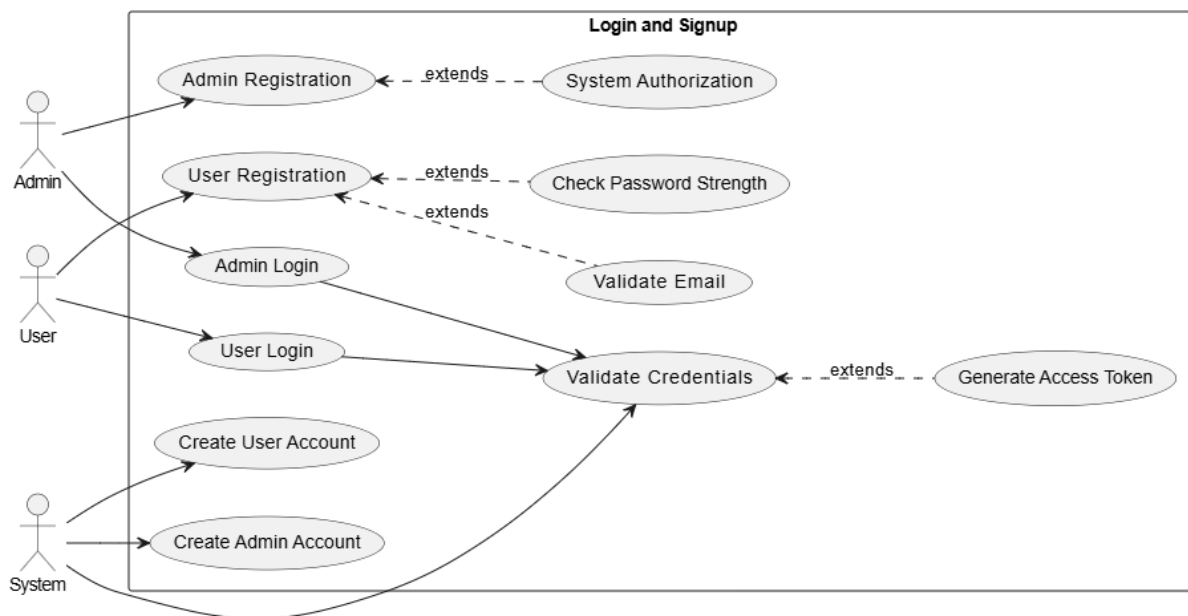 Login and Signup
Admin Registration
extends
System Authorization
Admin
User Registration
extends
Check Password Strength
extends
Admin Login
Validate Email
User
User Login
Validate Credentials
extends
Generate Access Token
Create User Account
Create Admin Account
System